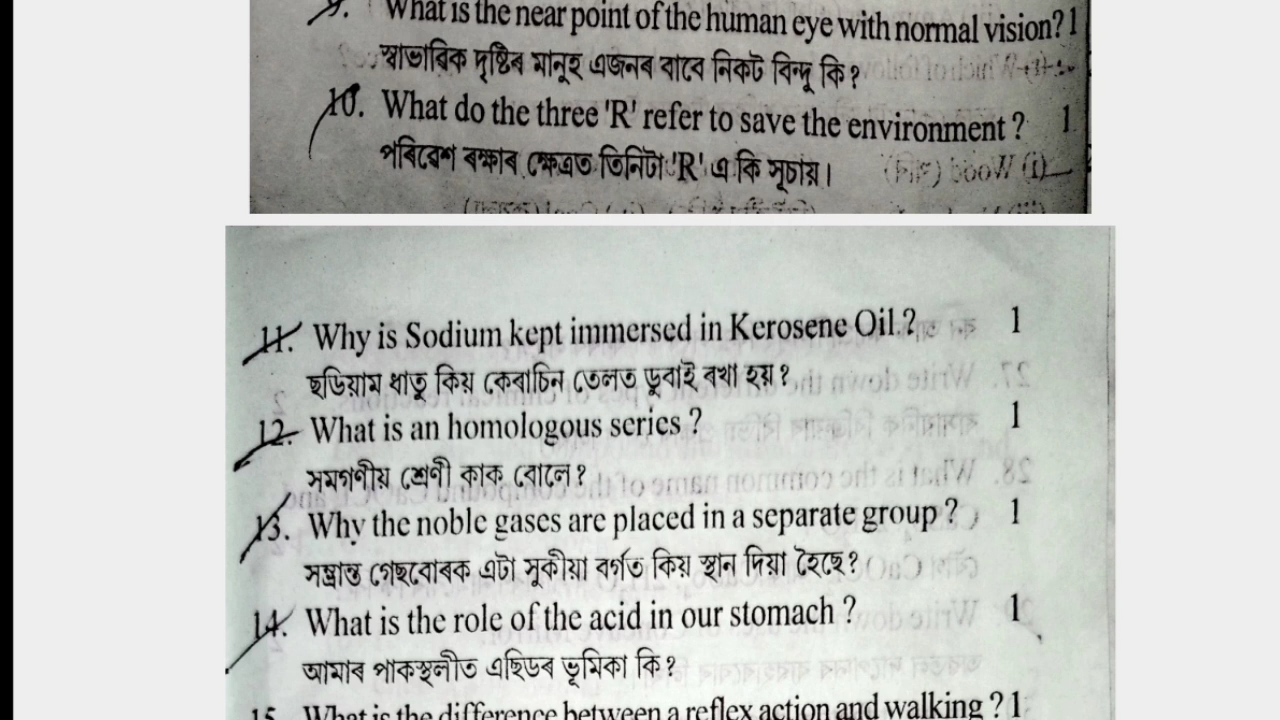 9. What is the near point of the human eye with normal vision? 1
স্বাভাৱিক দৃষ্টিৰ মানুহ এজনৰ বাবে নিকট বিন্দু কি?
10. What do the three 'R' refer to save the environment ? 1
পৰিৱেশ ৰক্ষাৰ ক্ষেত্ৰত তিনিটা 'R' এ কি সূচায়।
11. Why is Sodium kept immersed in Kerosene Oil ? 1
ছডিয়াম ধাতু কিয় কেৰাচিন তেলত ডুবাই ৰখা হয়?
12. What is an homologous series ? 1
সমগণীয় শ্ৰেণী কাক বোলে?
13. Why the noble gases are placed in a separate group ? 1
সম্ভ্ৰান্ত গেছবোৰক এটা সুকীয়া বৰ্গত কিয় স্থান দিয়া হৈছে?
14. What is the role of the acid in our stomach ? 1
আমাৰ পাকস্থলীত এছিডৰ ভূমিকা কি?
15. What is the difference between a reflex action and walking ? 1